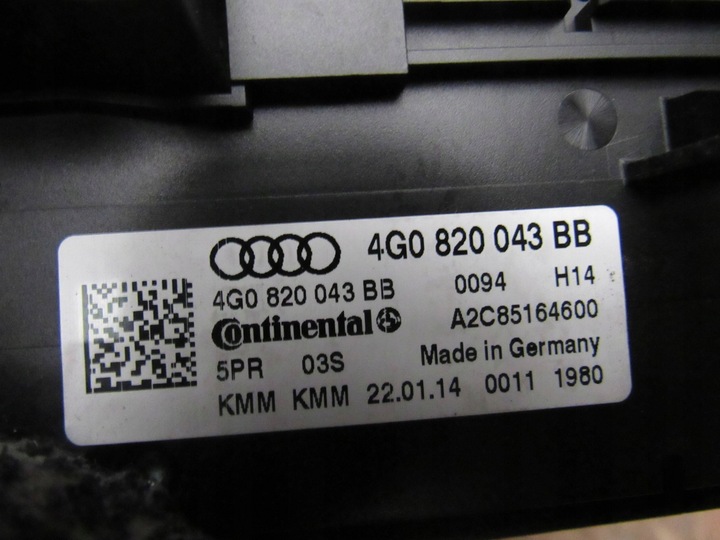 4G0 820 043 BB
4G0 820 043 BB 0094 H14
Continental A2C85164600
5PR 03S Made in Germany
KMM KMM 22.01.14 0011 1980